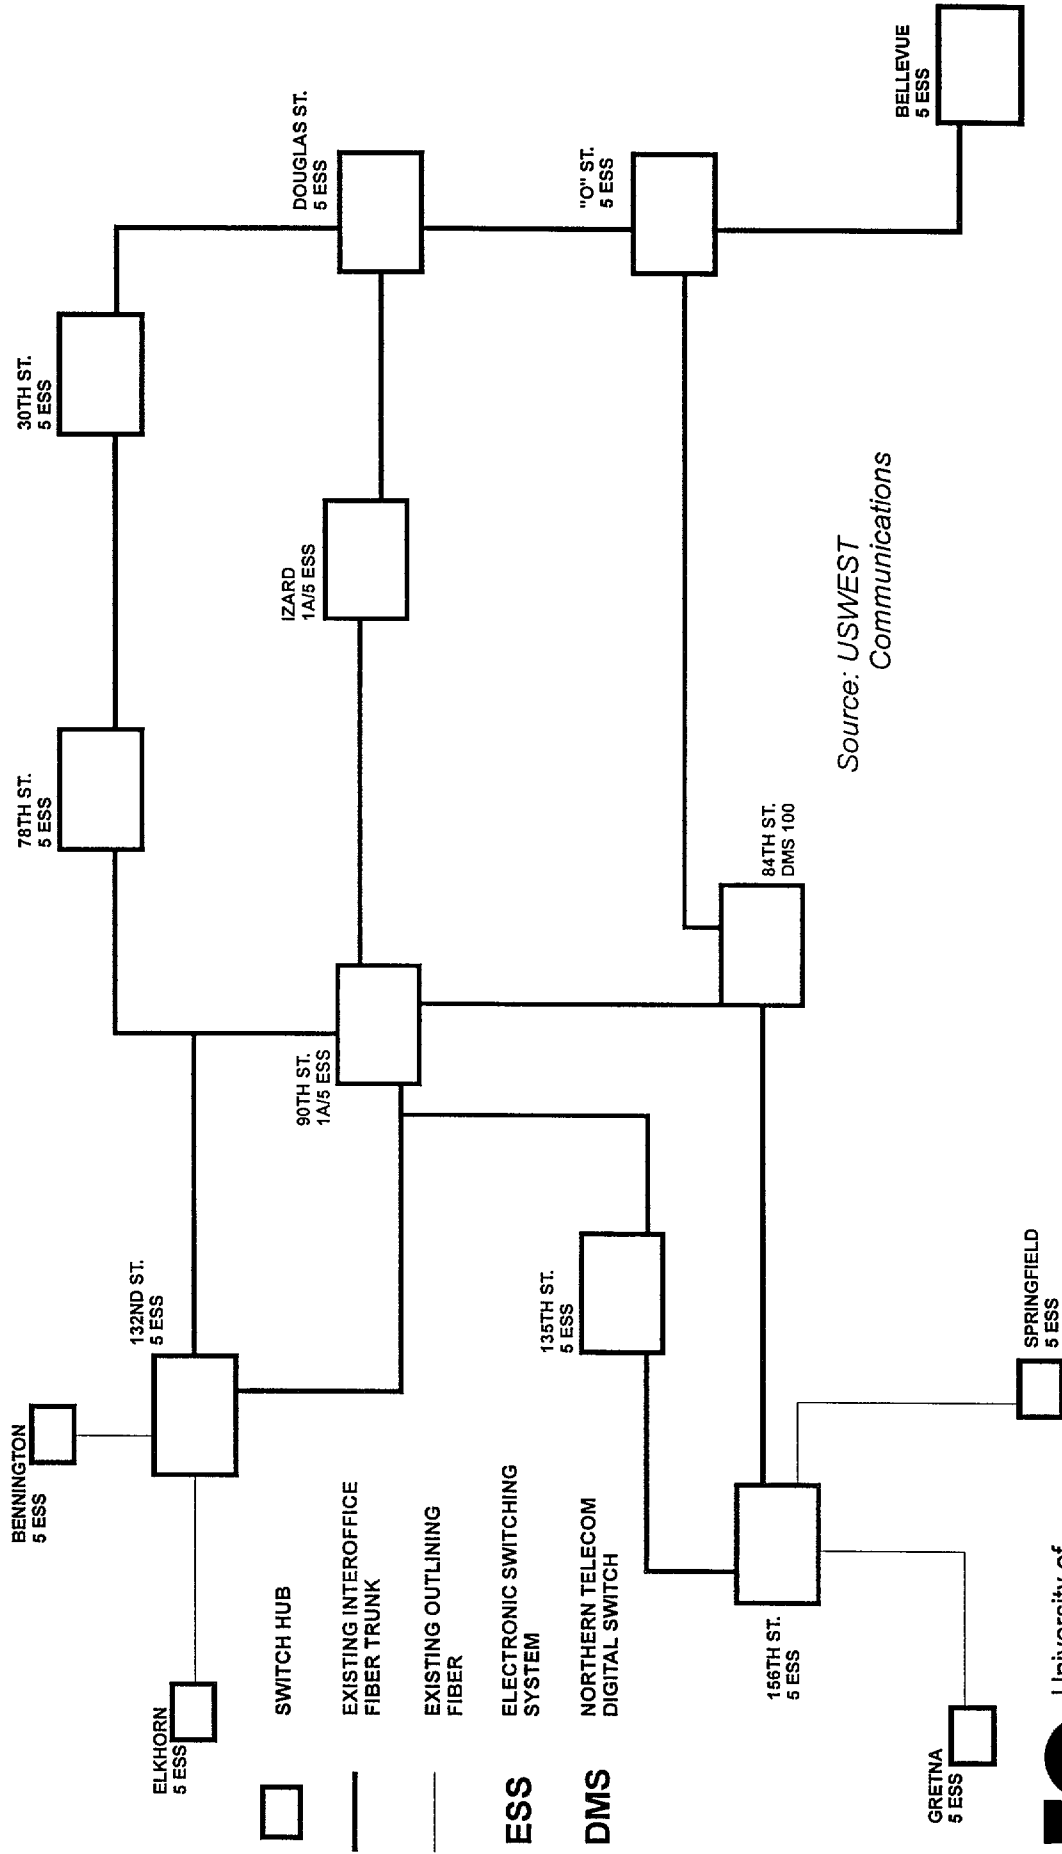 BENNINGTON
5 ESS
ELKHORN
5 ESS
132ND ST.
5 ESS
78TH ST.
5 ESS
30TH ST.
5 ESS
DOUGLAS ST.
5 ESS
90TH ST.
1A/5 ESS
IZARD
1A/5 ESS
"O" ST.
5 ESS
135TH ST.
5 ESS
84TH ST.
DMS 100
BELLEVUE
5 ESS
156TH ST.
5 ESS
GRETNA
5 ESS
SPRINGFIELD
5 ESS
SWITCH HUB
EXISTING INTEROFFICE
FIBER TRUNK
EXISTING OUTLINING
FIBER
ESS
ELECTRONIC SWITCHING
SYSTEM
DMS
NORTHERN TELECOM
DIGITAL SWITCH
Source: USWEST
Communications
University of